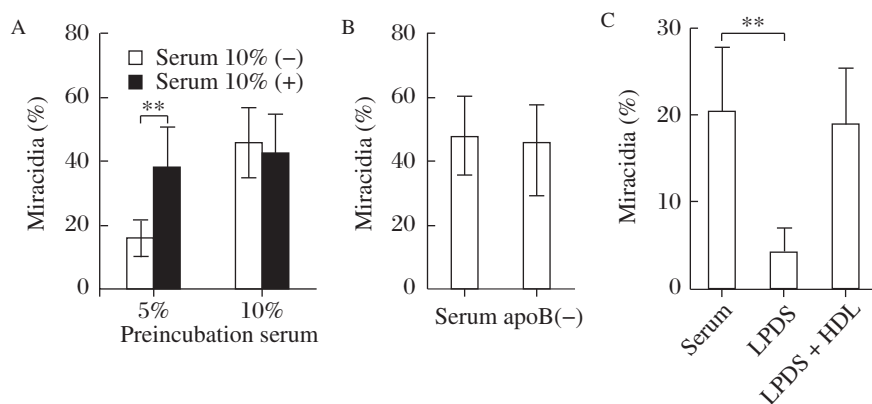 A
Miracidia (%)
80
60
40
20
0
Serum 10% (−)
Serum 10% (+)
**
5%
10%
Preincubation serum
B
Miracidia (%)
80
60
40
20
0
Serum apoB(−)
C
Miracidia (%)
30
20
10
0
**
Serum
LPDS
LPDS + HDL